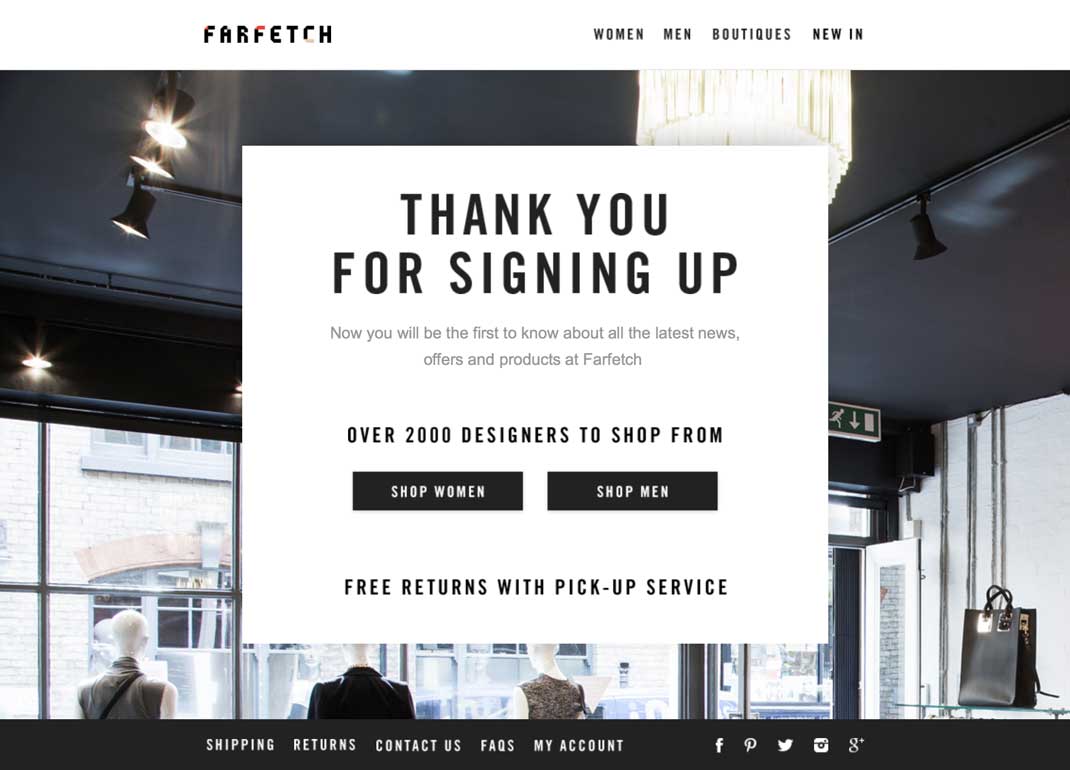 FARFETCH
WOMEN MEN BOUTIQUES NEW IN
THANK YOU
FOR SIGNING UP
Now you will be the first to know about all the latest news,
offers and products at Farfetch
OVER 2000 DESIGNERS TO SHOP FROM
SHOP WOMEN SHOP MEN
FREE RETURNS WITH PICK-UP SERVICE
SHIPPING RETURNS CONTACT US FAQS MY ACCOUNT